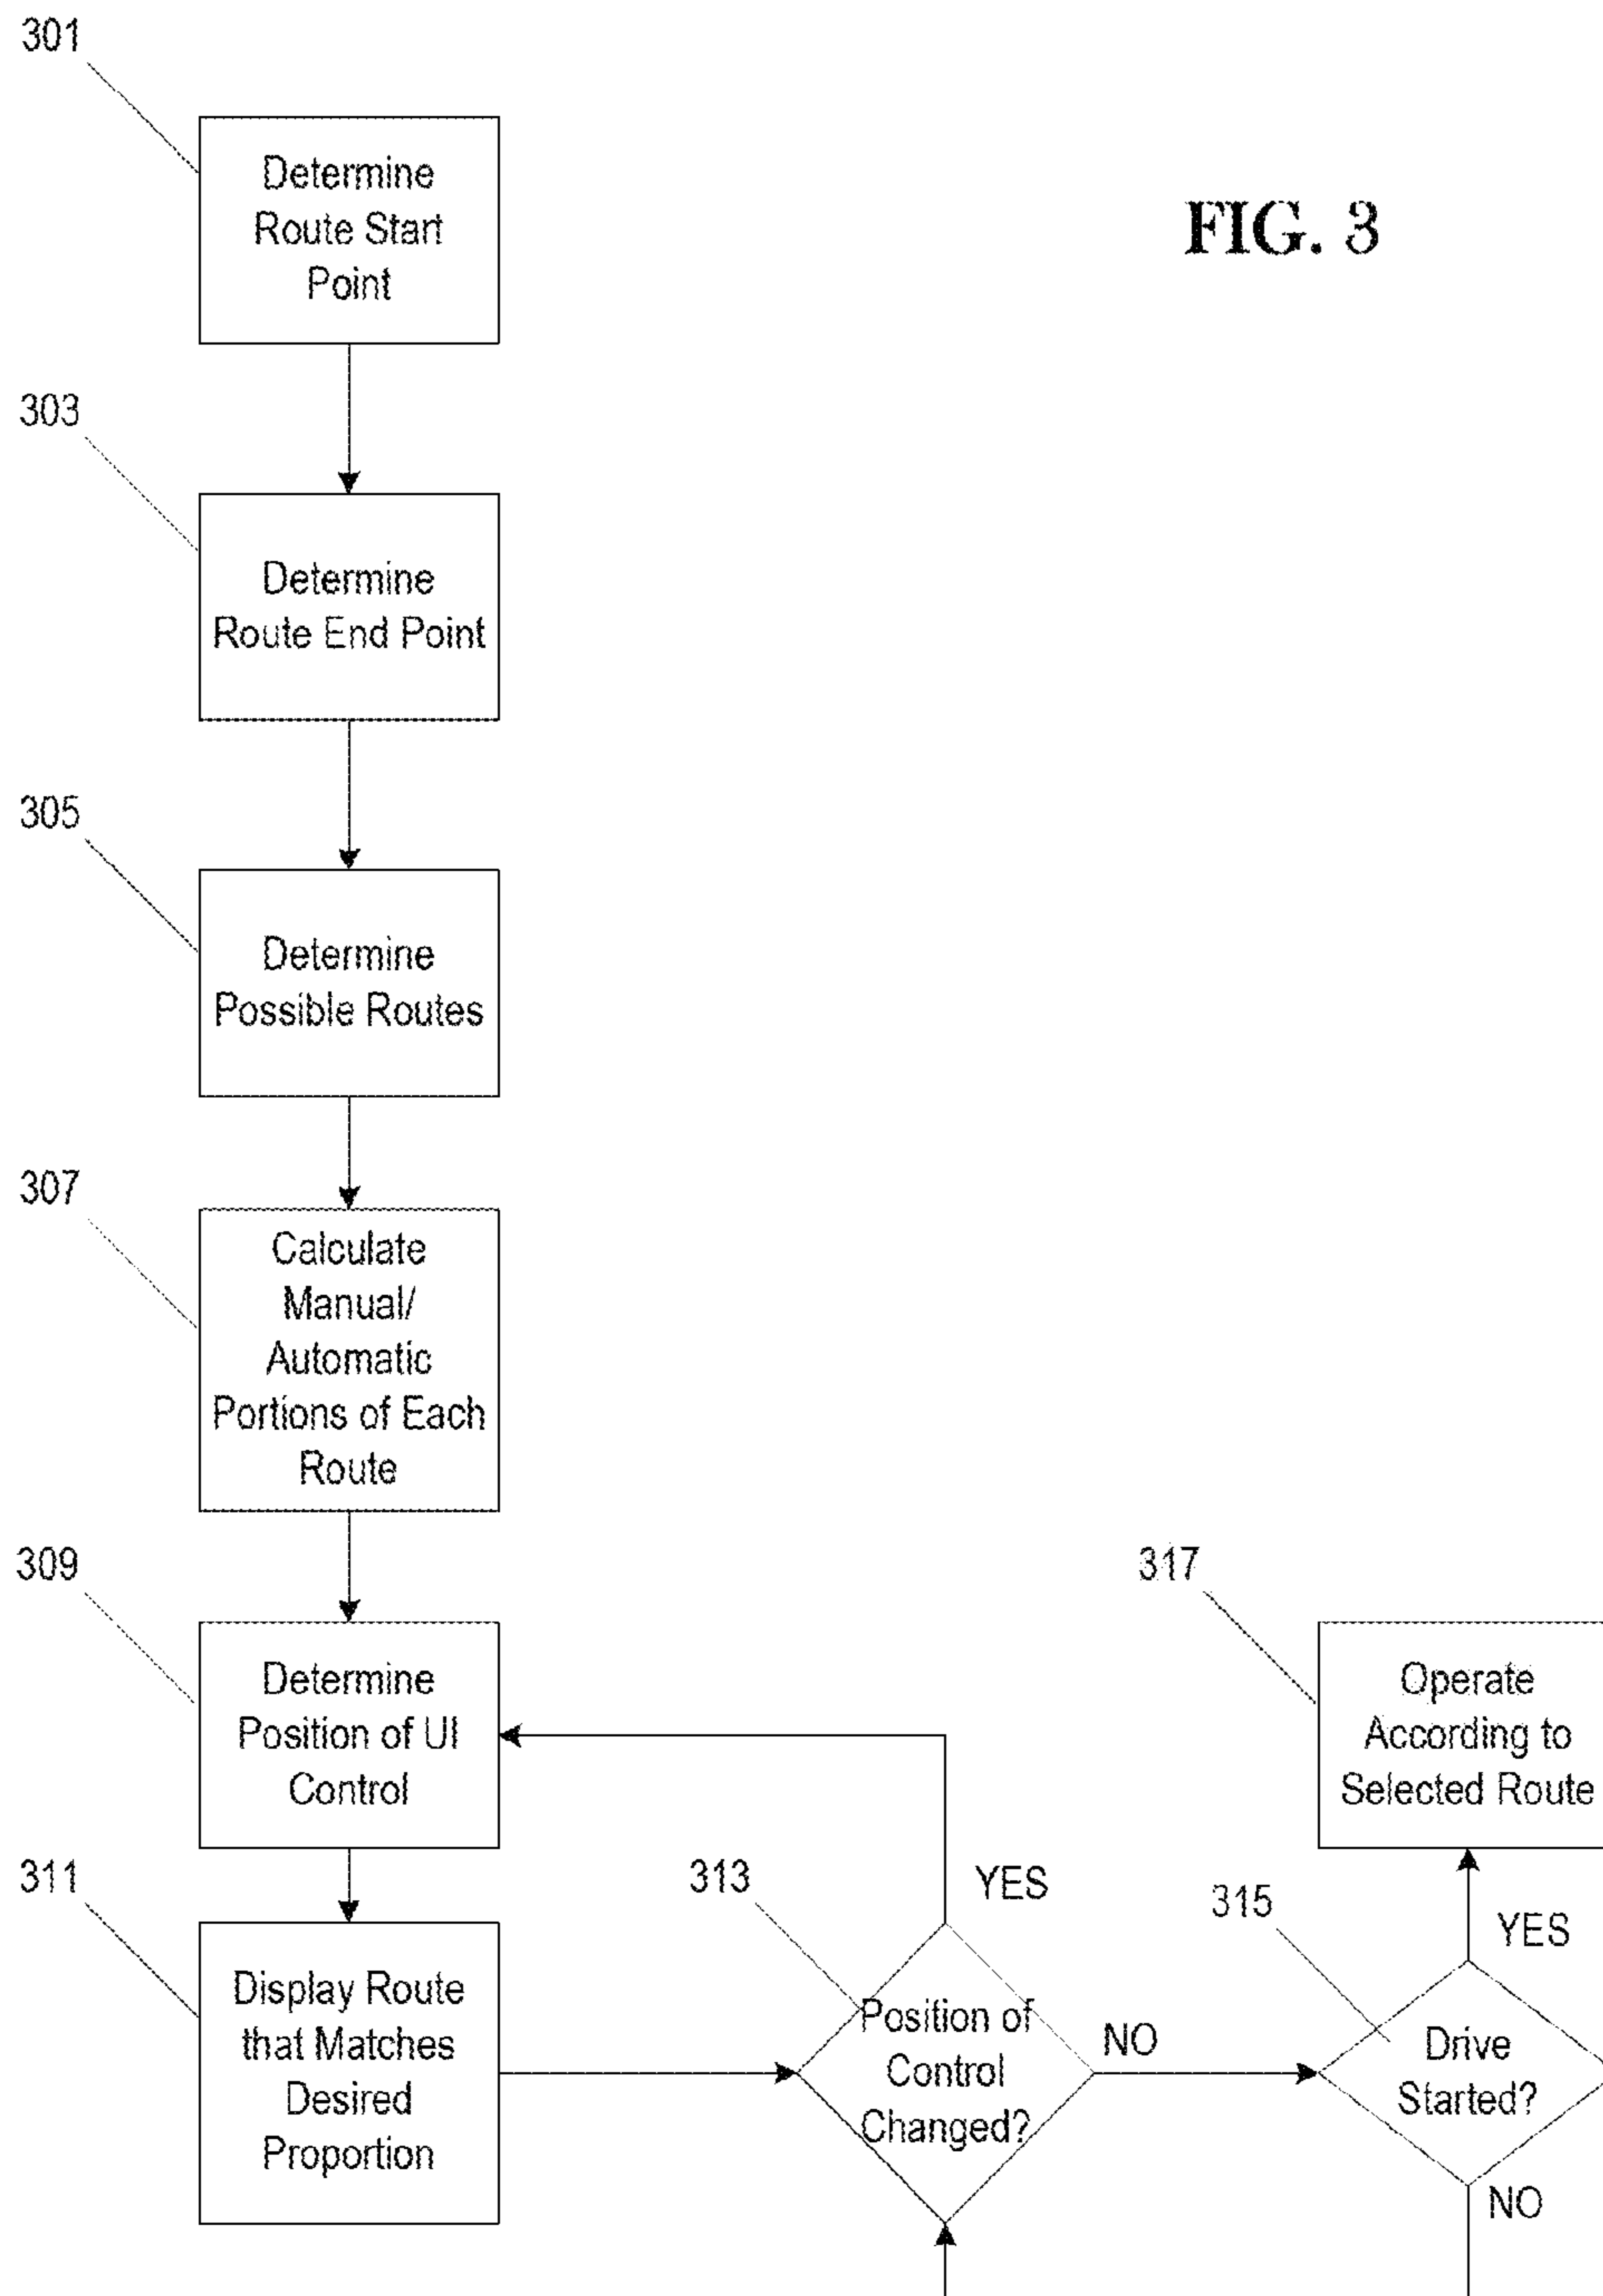 FIG. 3
301
Determine
Route Start
Point
303
Determine
Route End Point
305
Determine
Possible Routes
307
Calculate
Manual/
Automatic
Portions of Each
Route
309
Determine
Position of UI
Control
311
Display Route
that Matches
Desired
Proportion
313
Position of
Control
Changed?
YES
NO
315
Drive
Started?
YES
NO
317
Operate
According to
Selected Route